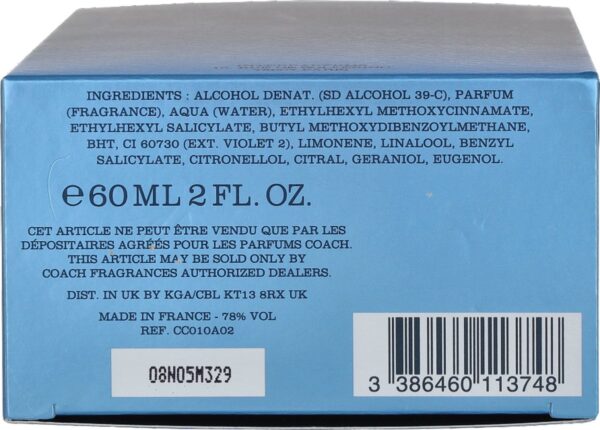 INGREDIENTS : ALCOHOL DENAT. (SD ALCOHOL 39-C), PARFUM
(FRAGRANCE), AQUA (WATER), ETHYLHEXYL METHOXYCINNAMATE,
ETHYLHEXYL SALICYLATE, BUTYL METHOXYDIBENZOYLMETHANE,
BHT, CI 60730 (EXT. VIOLET 2), LIMONENE, LINALOOL, BENZYL
SALICYLATE, CITRONELLOL, CITRAL, GERANIOL, EUGENOL.
℮60 ML 2 FL. OZ.
CET ARTICLE NE PEUT ÊTRE VENDU QUE PAR LES
DÉPOSITAIRES AGRÉÉS POUR LES PARFUMS COACH.
THIS ARTICLE MAY BE SOLD ONLY BY
COACH FRAGRANCES AUTHORIZED DEALERS.
DIST. IN UK BY KGA/CBL KT13 8RX UK
MADE IN FRANCE - 78% VOL
REF. CC010A02
08N05M329
3 386460 113748